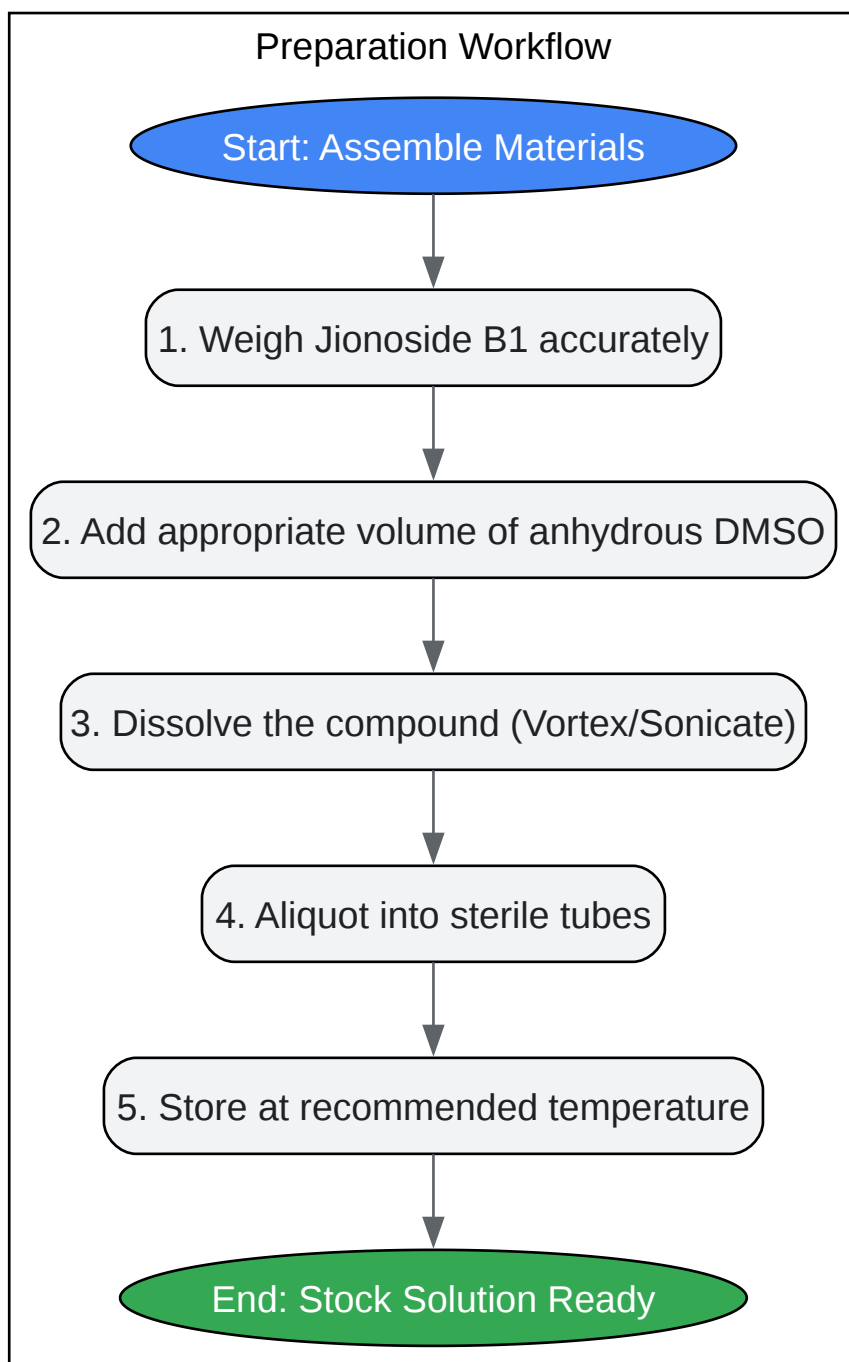 Preparation Workflow
Start: Assemble Materials
1. Weigh Jionoside B1 accurately
2. Add appropriate volume of anhydrous DMSO
3. Dissolve the compound (Vortex/Sonicate)
4. Aliquot into sterile tubes
5. Store at recommended temperature
End: Stock Solution Ready